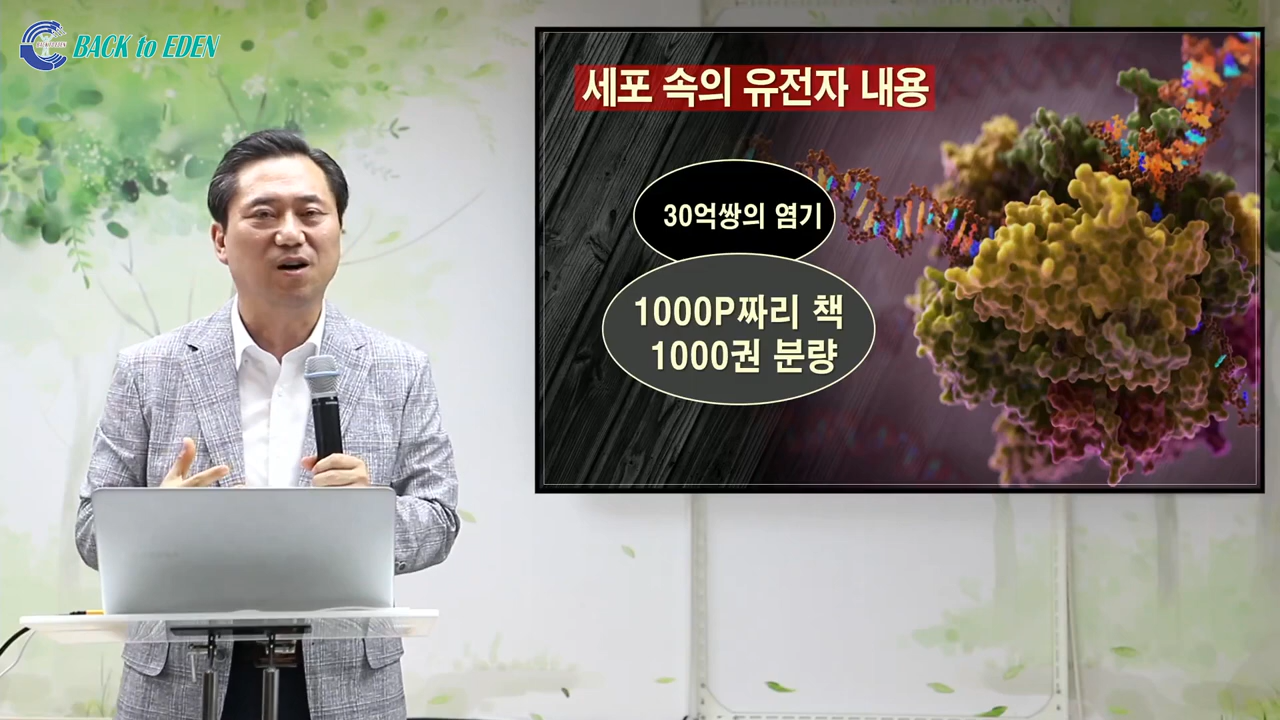 BACK to EDEN
세포 속의 유전자 내용
30억쌍의 염기
1000P짜리 책
1000권 분량